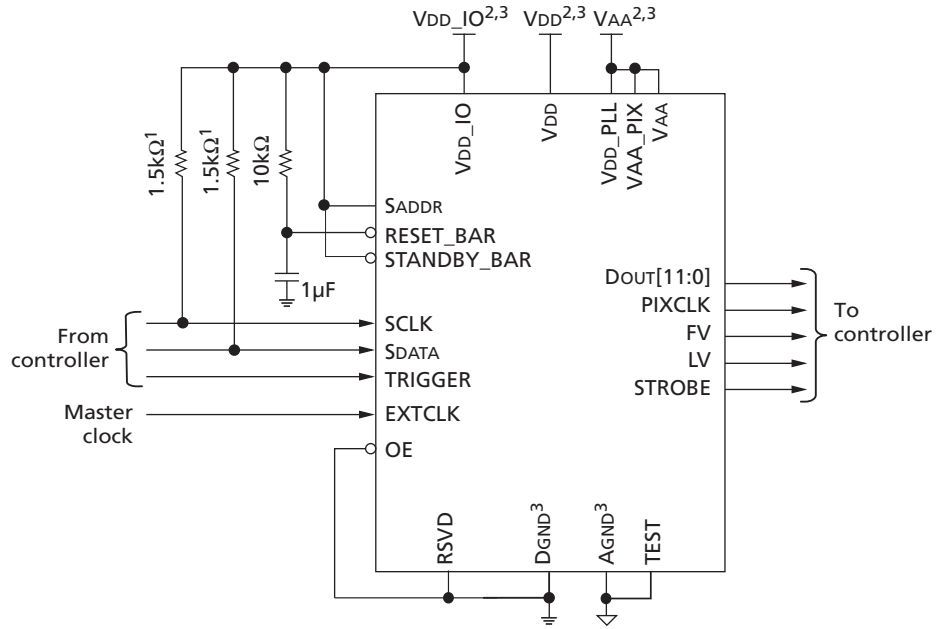 VDD_IO2,3 VDD2,3 VAA2,3
1.5kΩ1
1.5kΩ1
10kΩ
VDD_IO
VDD
VDD_PLL
VAA_PIX
VAA
SADDR
RESET_BAR
STANDBY_BAR
1µF
From
controller
SCLK
SDATA
TRIGGER
Master
clock
EXTCLK
OE
DOUT[11:0]
PIXCLK
FV
LV
STROBE
To
controller
RSVD
DGND3
AGND3
TEST